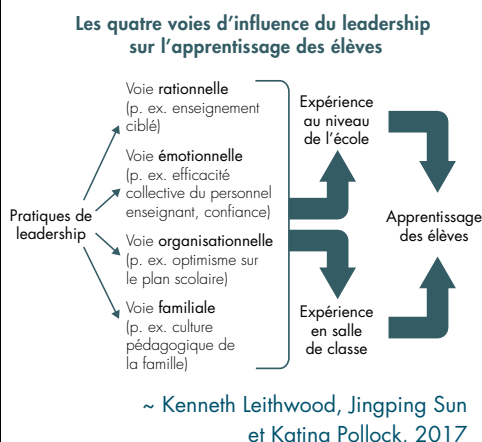 Les quatre voies d’influence du leadership
sur l’apprentissage des élèves
Pratiques de
leadership
Voie rationnelle
(p. ex. enseignement
ciblé)
Voie émotionnelle
(p. ex. efficacité
collective du personnel
enseignant, confiance)
Voie organisationnelle
(p. ex. optimisme sur
le plan scolaire)
Voie familiale
(p. ex. culture
pédagogique de
la famille)
Expérience
au niveau
de l’école
Expérience
en salle
de classe
Apprentissage
des élèves
~ Kenneth Leithwood, Jingping Sun
et Katina Pollock, 2017